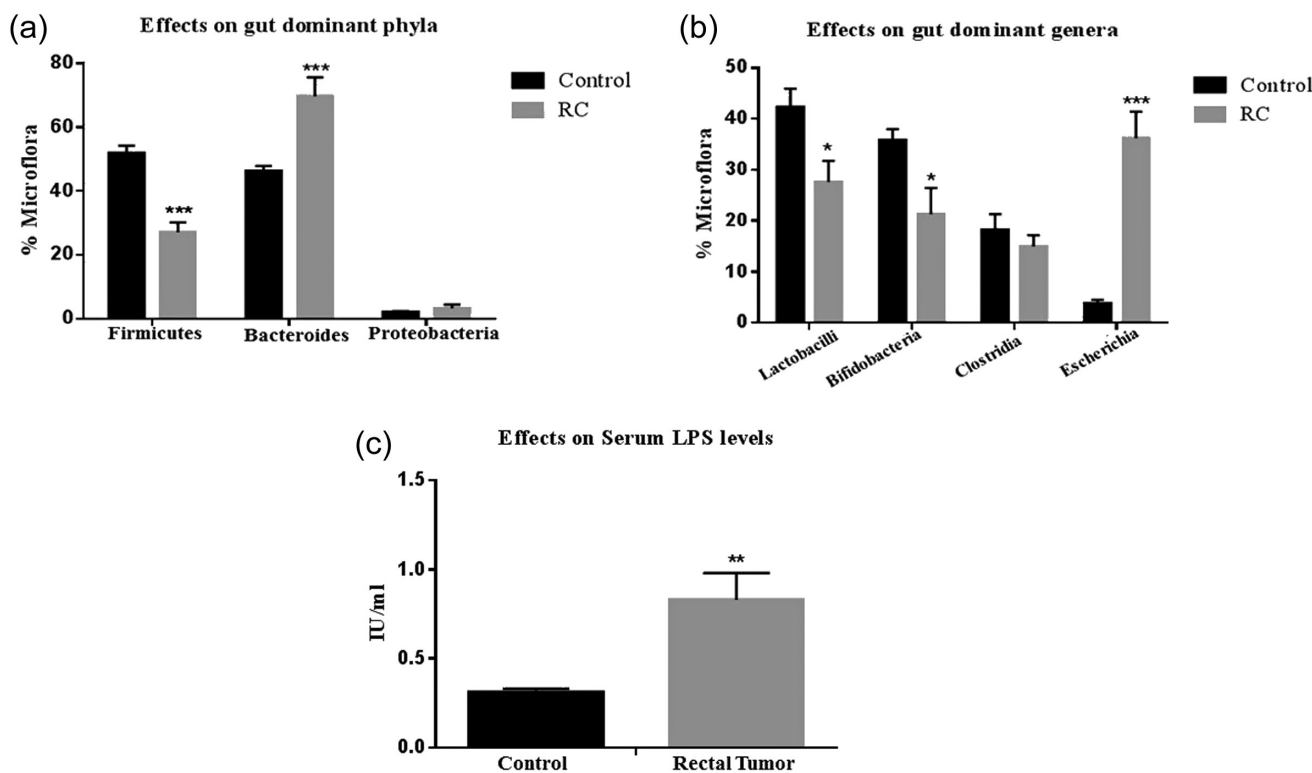 (a)
Effects on gut dominant phyla
% Microflora
80
60
40
20
0
***
***
Firmicutes
Bacteroides
Proteobacteria
Control
RC
(b)
Effects on gut dominant genera
% Microflora
50
40
30
20
10
0
*
*
***
Lactobacilli
Bifidobacteria
Clostridia
Escherichia
Control
RC
(c)
Effects on Serum LPS levels
IU/ml
1.5
1.0
0.5
0.0
**
Control
Rectal Tumor